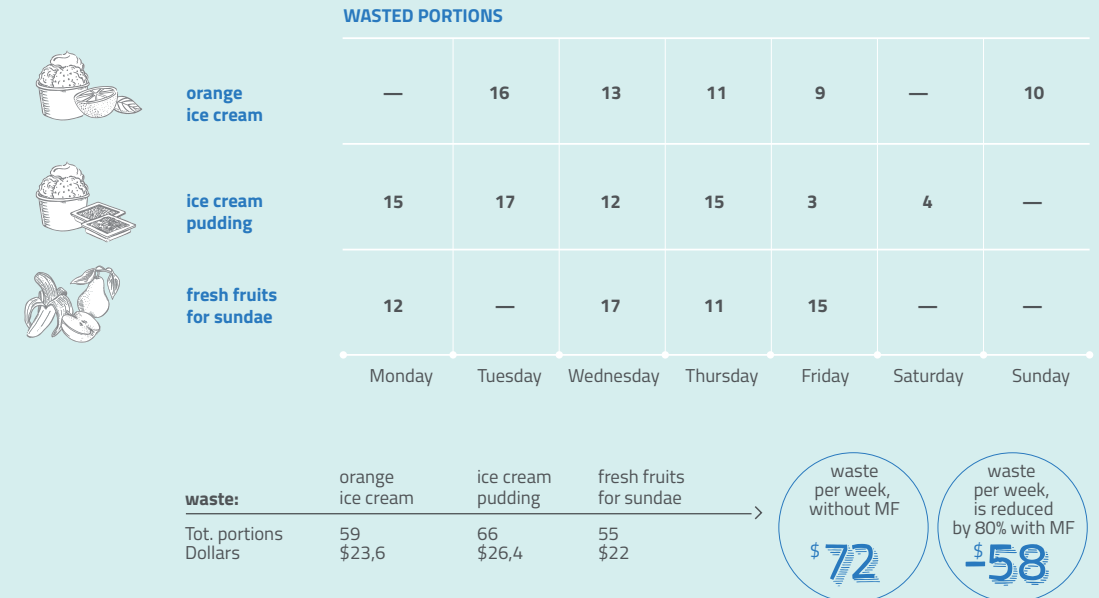 WASTED PORTIONS
orange
ice cream
— 16 13 11 9 — 10
ice cream
pudding
15 17 12 15 3 4 —
fresh fruits
for sundae
12 — 17 11 15 — —
Monday Tuesday Wednesday Thursday Friday Saturday Sunday
waste:
orange
ice cream
ice cream
pudding
fresh fruits
for sundae
Tot. portions 59 66 55
Dollars $23,6 $26,4 $22
waste
per week,
without MF
$72
waste
per week,
is reduced
by 80% with MF
$-58